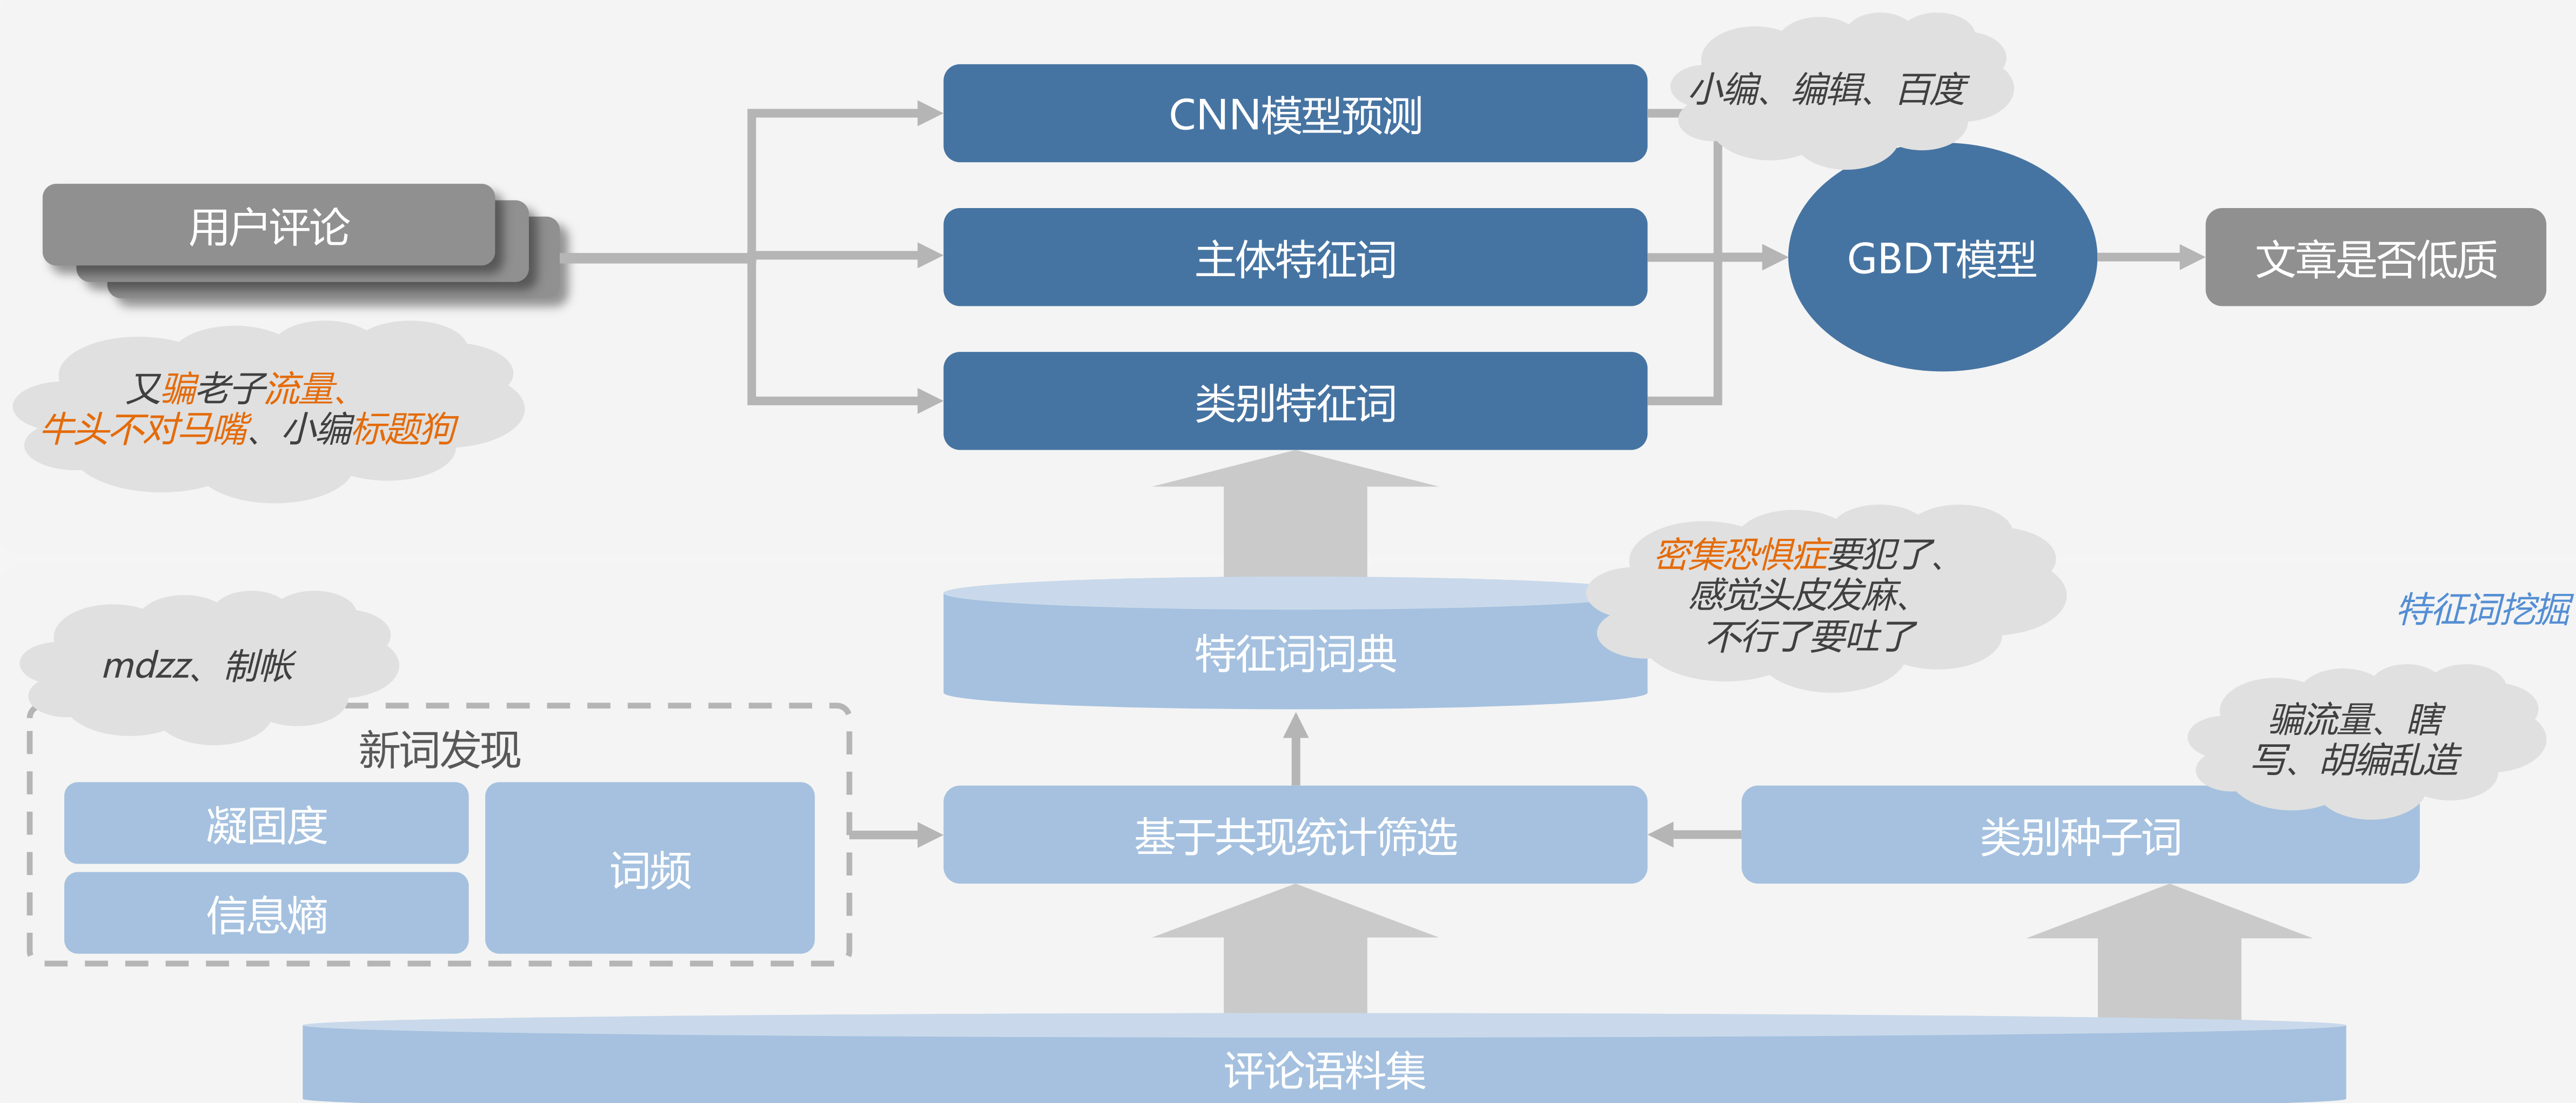 小编、编辑、百度
CNN模型预测
用户评论
主体特征词
GBDT模型
文章是否低质
又骗老子流量、
牛头不对马嘴、小编标题狗
类别特征词
密集恐惧症要犯了、
感觉头皮发麻、
不行了要吐了
特征词挖掘
特征词词典
mdzz、制帐
骗流量、瞎
写、胡编乱造
新词发现
凝固度
词频
信息熵
基于共现统计筛选
类别种子词
评论语料集